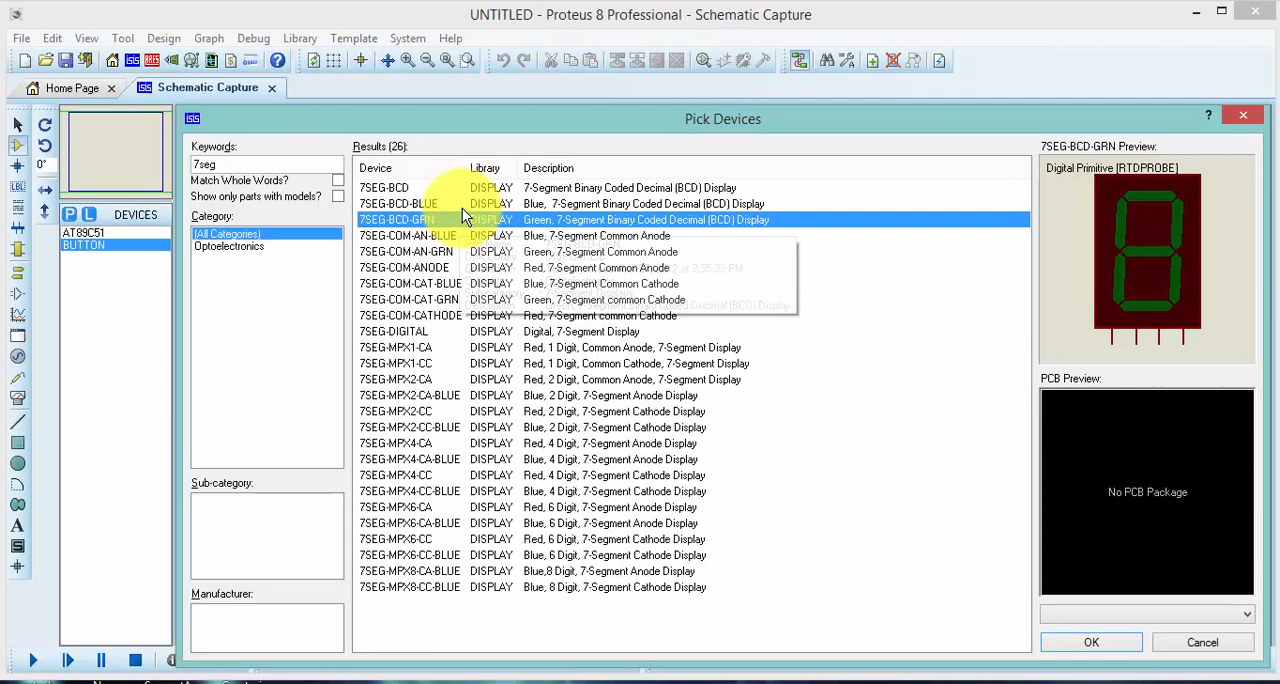 UNTITLED - Proteus 8 Professional - Schematic Capture
File Edit View Tool Design Graph Debug Library Template System Help
Home Page Schematic Capture
Pick Devices
Keywords:
7seg
Match Whole Words?
Show only parts with models?
Category:
(All Categories)
Optoelectronics
Sub-category:
Manufacturer:
0°
P L DEVICES
AT89C51
BUTTON
Results (26):
Device Library Description
7SEG-BCD DISPLAY 7-Segment Binary Coded Decimal (BCD) Display
7SEG-BCD-BLUE DISPLAY Blue, 7-Segment Binary Coded Decimal (BCD) Display
7SEG-BCD-GRN DISPLAY Green, 7-Segment Binary Coded Decimal (BCD) Display
7SEG-COM-AN-BLUE DISPLAY Blue, 7-Segment Common Anode
7SEG-COM-AN-GRN DISPLAY Green, 7-Segment Common Anode
7SEG-COM-ANODE DISPLAY Red, 7-Segment Common Anode
7SEG-COM-CAT-BLUE DISPLAY Blue, 7-Segment common Cathode
7SEG-COM-CAT-GRN DISPLAY Green, 7-Segment common Cathode
7SEG-COM-CATHODE DISPLAY Red, 7-Segment common Cathode
7SEG-DIGITAL DISPLAY Digital, 7-Segment Display
7SEG-MPX1-CA DISPLAY Red, 1 Digit, Common Anode, 7-Segment Display
7SEG-MPX1-CC DISPLAY Red, 1 Digit, Common Cathode, 7-Segment Display
7SEG-MPX2-CA DISPLAY Red, 2 Digit, Common Anode, 7-Segment Display
7SEG-MPX2-CA-BLUE DISPLAY Blue, 2 Digit, 7-Segment Anode Display
7SEG-MPX2-CC DISPLAY Red, 2 Digit, 7-Segment Cathode Display
7SEG-MPX2-CC-BLUE DISPLAY Blue, 2 Digit, 7-Segment Cathode Display
7SEG-MPX4-CA DISPLAY Red, 4 Digit, 7-Segment Anode Display
7SEG-MPX4-CA-BLUE DISPLAY Blue, 4 Digit, 7-Segment Anode Display
7SEG-MPX4-CC DISPLAY Red, 4 Digit, 7-Segment Cathode Display
7SEG-MPX4-CC-BLUE DISPLAY Blue, 4 Digit, 7-Segment Cathode Display
7SEG-MPX6-CA DISPLAY Red, 6 Digit, 7-Segment Anode Display
7SEG-MPX6-CA-BLUE DISPLAY Blue, 6 Digit, 7-Segment Anode Display
7SEG-MPX6-CC DISPLAY Red, 6 Digit, 7-Segment Cathode Display
7SEG-MPX6-CC-BLUE DISPLAY Blue, 6 Digit, 7-Segment Cathode Display
7SEG-MPX8-CA-BLUE DISPLAY Blue,8 Digit, 7-Segment Anode Display
7SEG-MPX8-CC-BLUE DISPLAY Blue, 8 Digit, 7-Segment Cathode Display
7SEG-BCD-GRN Preview:
Digital Primitive [RTDPROBE]
PCB Preview:
No PCB Package
OK Cancel